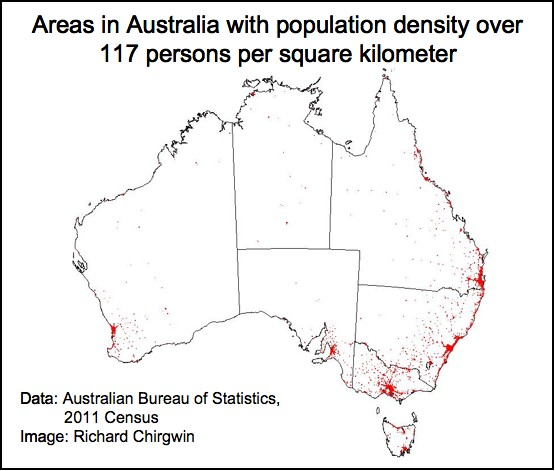 Areas in Australia with population density over
117 persons per square kilometer
Data: Australian Bureau of Statistics,
2011 Census
Image: Richard Chirgwin